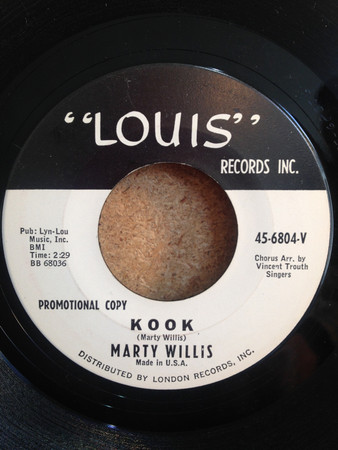 “LOUIS”
RECORDS INC.
Pub: Lyn-Lou
Music, Inc.
BMI
Time: 2:29
BB 68036
45-6804-V
Chorus Arr. by
Vincent Trouth
Singers
PROMOTIONAL COPY
KOOK
(Marty Willis)
MARTY WILLiS
Made in U.S.A.
DISTRIBUTED BY LONDON RECORDS, INC.